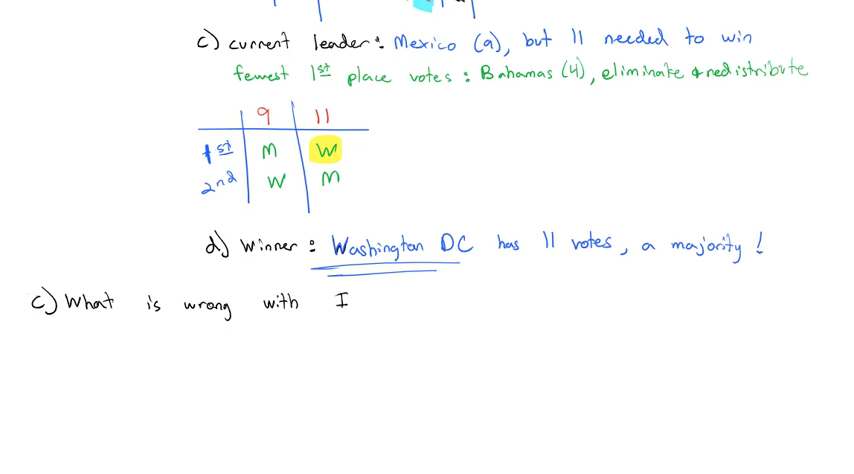 c) current leader : Mexico (9), but 11 needed to win
fewest 1st place votes : Bahamas (4), eliminate & redistribute
9 11
1st M W
2nd W M
d) Winner : Washington DC has 11 votes, a majority !
c) What is wrong with I